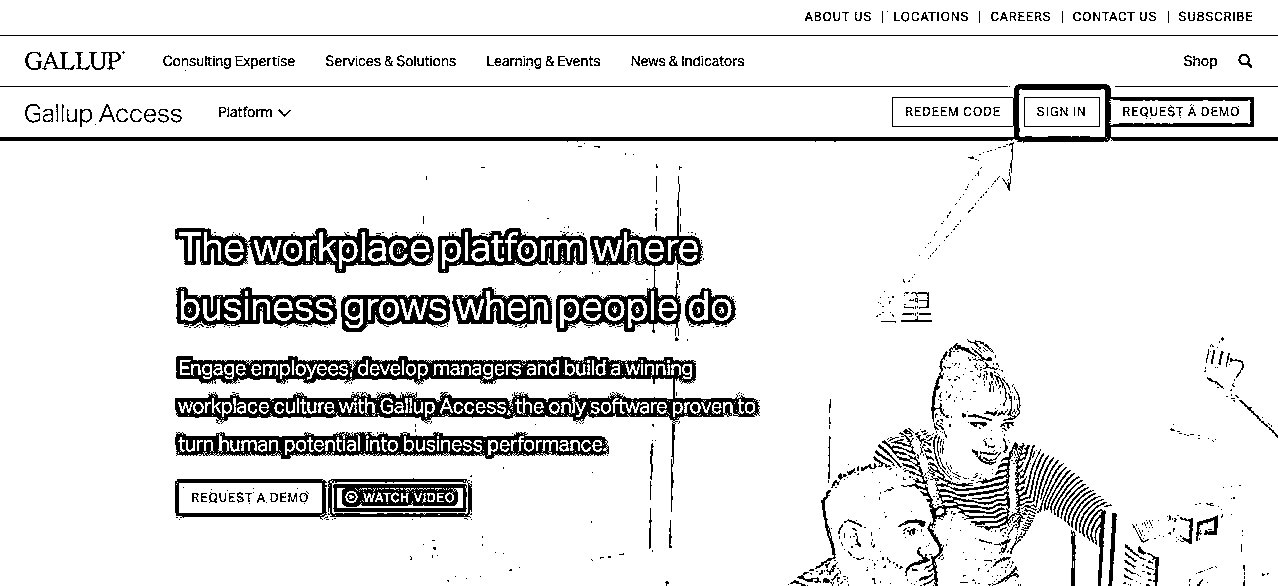 ABOUT US | LOCATIONS | CAREERS | CONTACT US | SUBSCRIBE
GALLUP Consulting Expertise Services & Solutions Learning & Events News & Indicators Shop
Gallup Access Platform REDEEM CODE SIGN IN REQUEST A DEMO
The workplace platform where
business grows when people do
Engage employees, develop managers and build a winning
workplace culture with Gallup Access, the only software proven to
turn human potential into business performance.
REQUEST A DEMO WATCH VIDEO